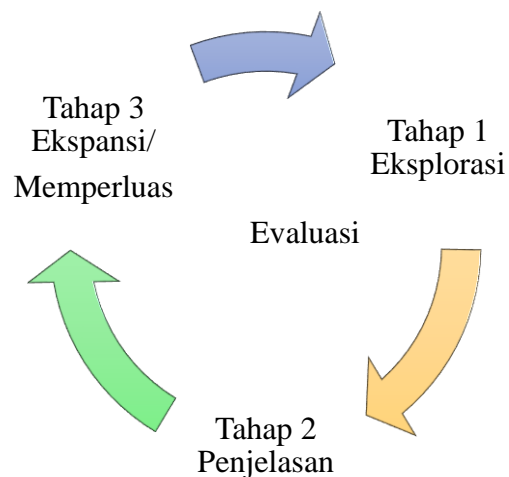 Tahap 3
Ekspansi/
Memperluas
Tahap 1
Eksplorasi
Evaluasi
Tahap 2
Penjelasan